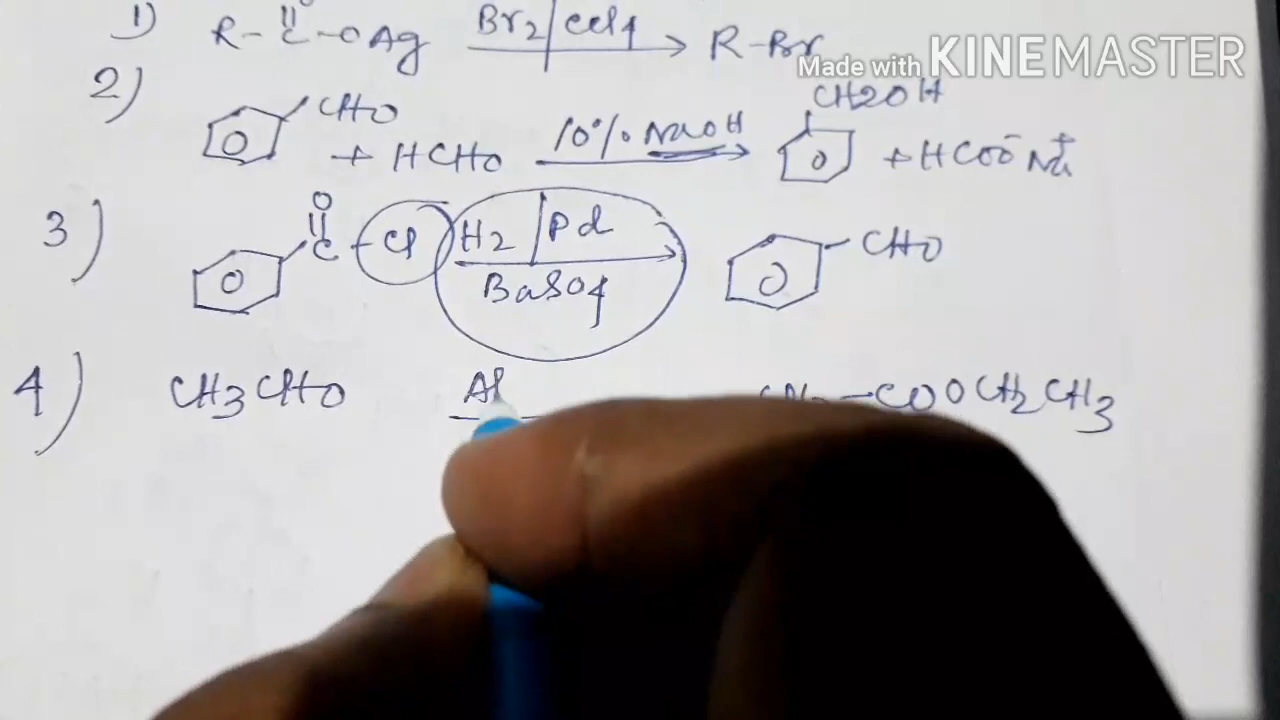 1) R-C-OAg Br2/CCl4 R-Br
Made with KINEMASTER
2) CHO + HCHO 10% NaOH CH2OH + HCOO⁻Na⁺
3) O C-Cl H2/Pd BaSO4 CHO
4) CH3CHO Al -COOCH2CH3